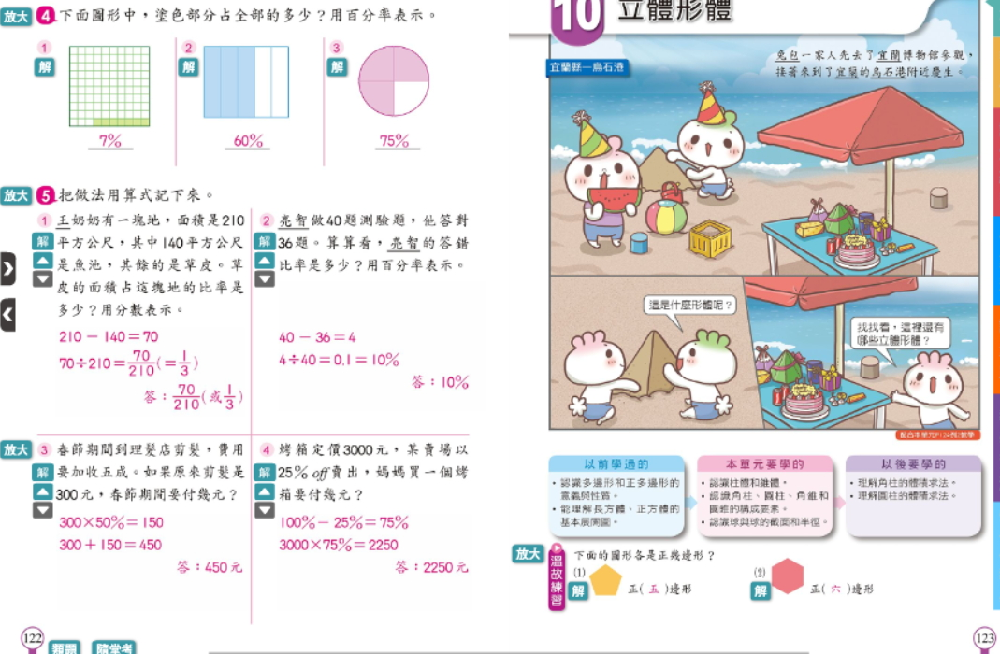 放大 4 下面圖形中，塗色部分占全部的多少？用百分率表示。
1 解 7%
2 解 60%
3 解 75%
放大 5 把做法用算式記下來。
1 王奶奶有一塊地，面積是210
平方公尺，其中140平方公尺
是魚池，其餘的是草皮。草
皮的面積占這塊地的比率是
多少？用分數表示。
解
210－140＝70
70÷210＝70/210(＝1/3)
答：70/210(或1/3)
2 亮智做40題測驗題，他答對
36題。算算看，亮智的答錯
比率是多少？用百分率表示。
解
40－36＝4
4÷40＝0.1＝10%
答：10%
放大 3 春節期間到理髮店剪髮，費用
要加收五成。如果原來剪髮是
300元，春節期間要付幾元？
解
300×50%＝150
300＋150＝450
答：450元
4 烤箱定價3000元，某賣場以
25% off賣出，媽媽買一個烤
箱要付幾元？
解
100%－25%＝75%
3000×75%＝2250
答：2250元
122
類題 隨堂考
10 立體形體
宜蘭縣—烏石港
兔包一家人先去了宜蘭博物館參觀，
接著來到了宜蘭的烏石港附近慶生。
這是什麼形體呢？
找找看，這裡還有
哪些立體形體？
配合本單元P.124例2教學
以前學過的
• 認識多邊形和正多邊形的
意義與性質。
• 能理解長方體、正方體的
基本展開圖。
本單元要學的
• 認識柱體和錐體。
• 認識角柱、圓柱、角錐和
圓錐的構成要素。
• 認識球與球的截面和半徑。
以後要學的
• 理解角柱的體積求法。
• 理解圓柱的體積求法。
放大 溫故練習 下面的圖形各是正幾邊形？
(1) 解 正( 五 )邊形
(2) 解 正( 六 )邊形
123